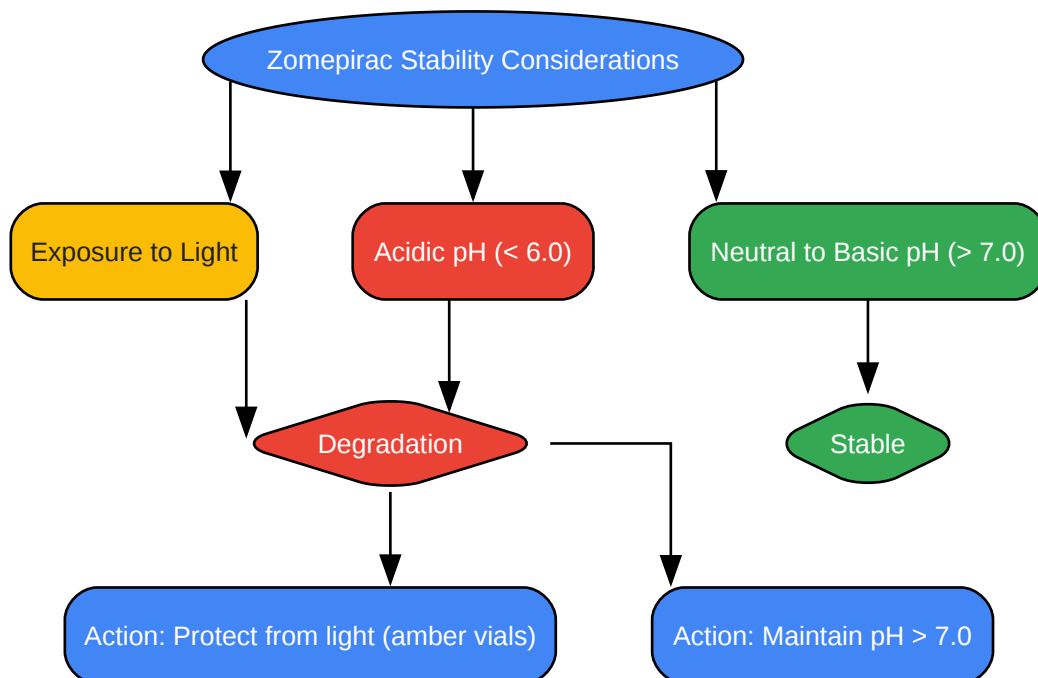 Zomepirac Stability Considerations
Exposure to Light
Acidic pH (< 6.0)
Neutral to Basic pH (> 7.0)
Degradation
Stable
Action: Protect from light (amber vials)
Action: Maintain pH > 7.0